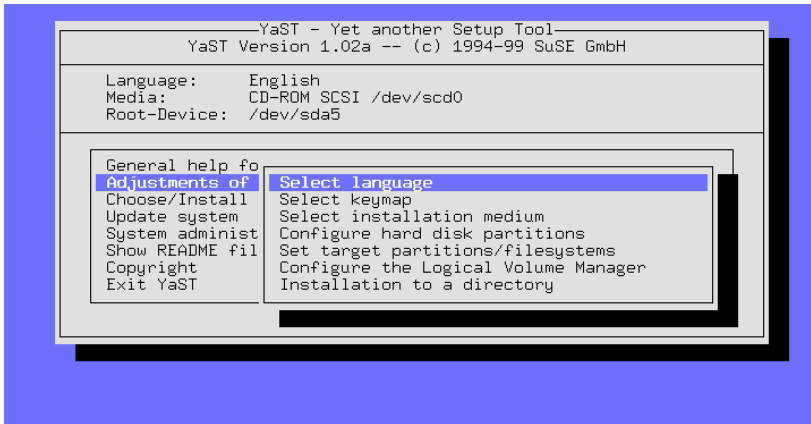 YaST - Yet another Setup Tool
YaST Version 1.02a -- (c) 1994-99 SuSE GmbH
Language: English
Media: CD-ROM SCSI /dev/scd0
Root-Device: /dev/sda5
General help fo
Adjustments of
Choose/Install
Update system
System administ
Show README fil
Copyright
Exit YaST
Select language
Select keymap
Select installation medium
Configure hard disk partitions
Set target partitions/filesystems
Configure the Logical Volume Manager
Installation to a directory